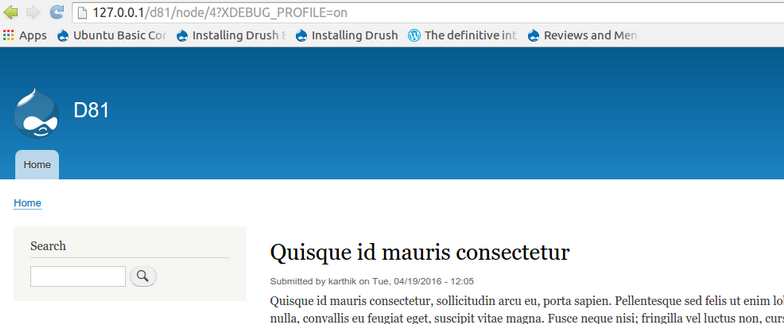 127.0.0.1/d81/node/4?XDEBUG_PROFILE=on
Apps Ubuntu Basic Cor Installing Drush 8 Installing Drush The definitive int Reviews and Men
D81
Home
Home
Search
Quisque id mauris consectetur
Submitted by karthik on Tue, 04/19/2016 - 12:05
Quisque id mauris consectetur, sollicitudin arcu eu, porta sapien. Pellentesque sed felis ut enim lob
nulla, convallis eu feugiat eget, suscipit vitae magna. Fusce neque nisi; fringilla vel luctus non, curs